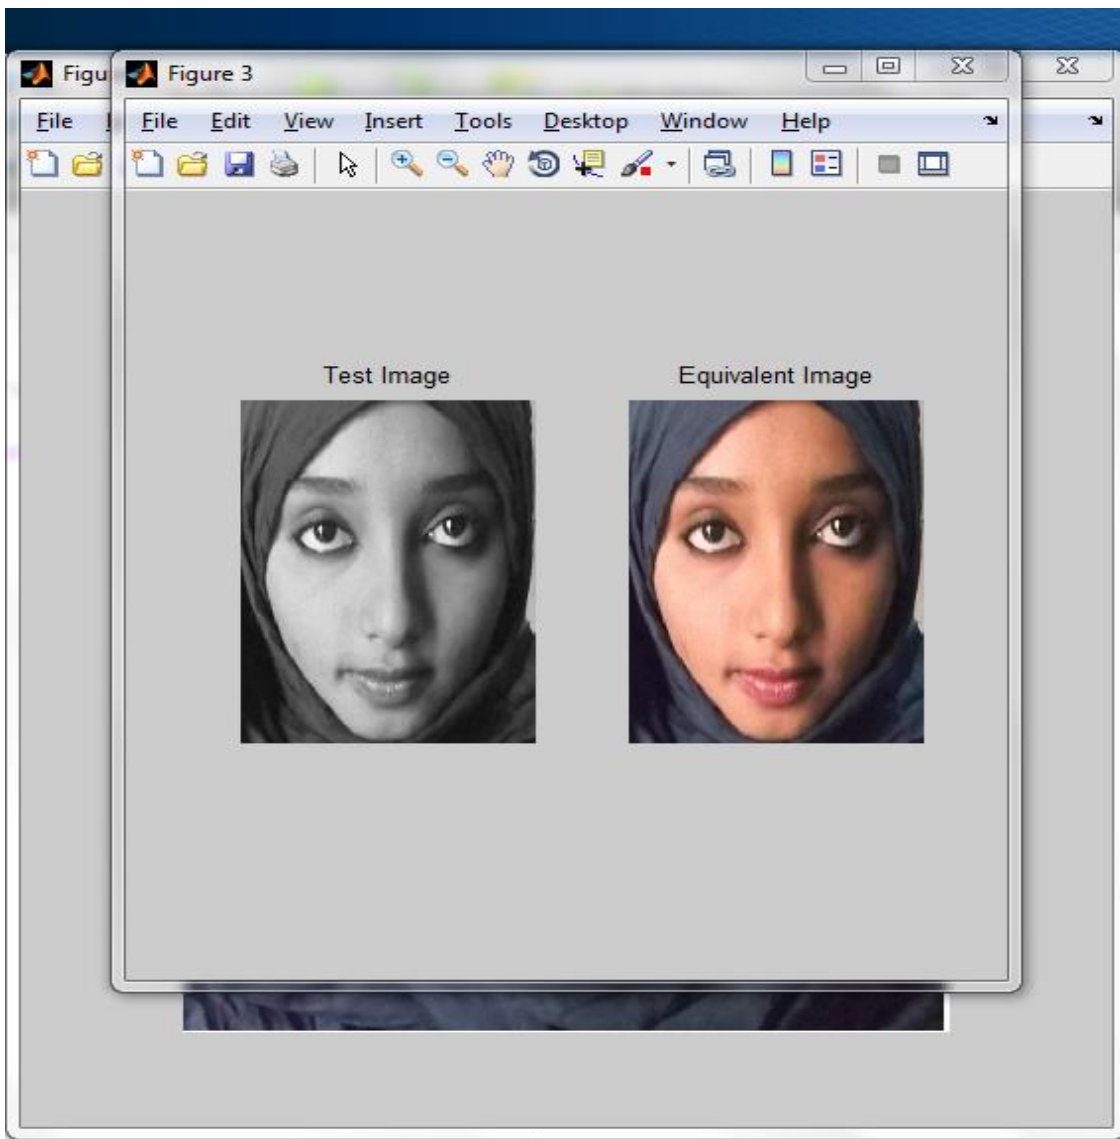 Figu
Figure 3
File
File Edit View Insert Tools Desktop Window Help
Test Image
Equivalent Image